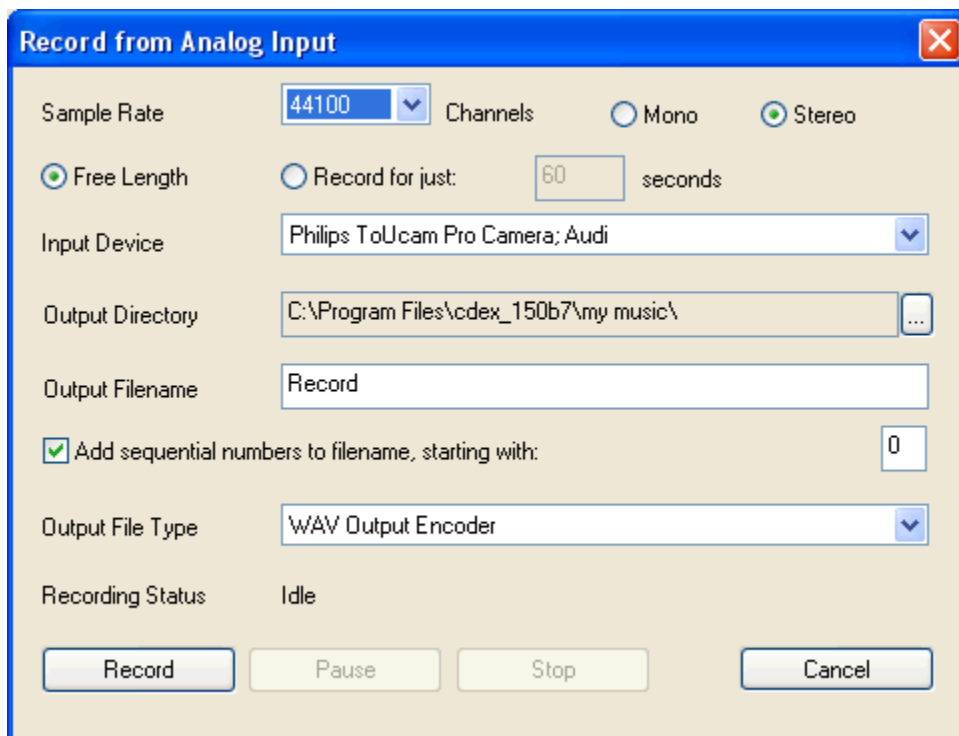 Record from Analog Input
Sample Rate 44100 Channels Mono Stereo
Free Length Record for just: 60 seconds
Input Device Philips ToUcam Pro Camera; Audi
Output Directory C:\Program Files\cdex_150b7\my music\ ...
Output Filename Record
Add sequential numbers to filename, starting with: 0
Output File Type WAV Output Encoder
Recording Status Idle
Record Pause Stop Cancel